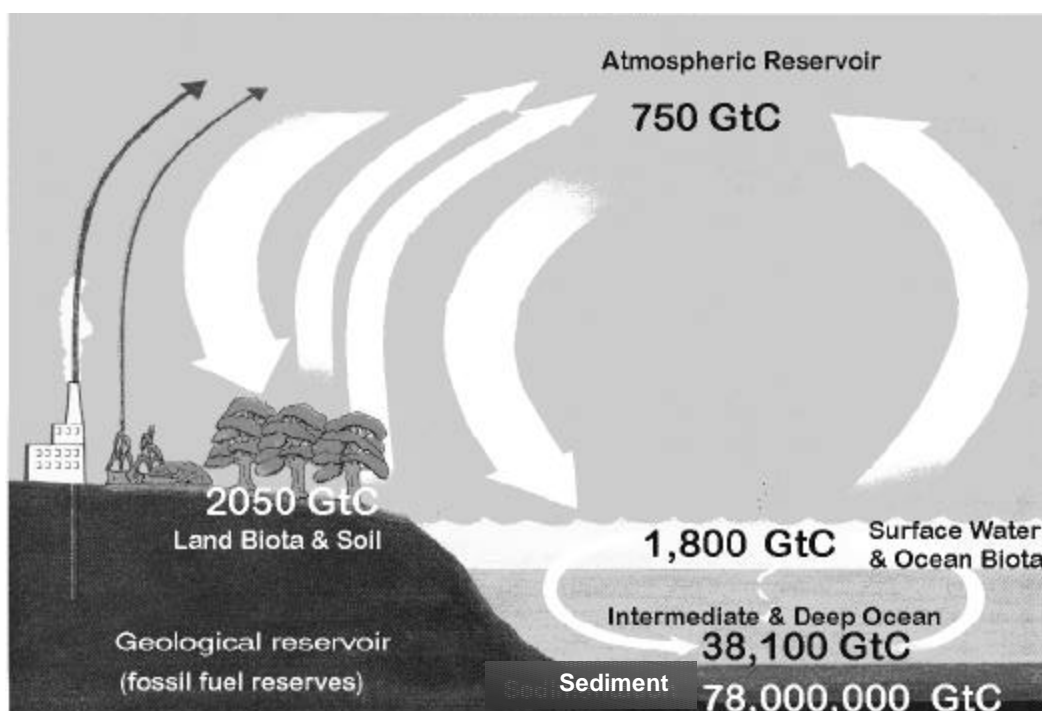 Atmospheric Reservoir
750 GtC
2050 GtC
Land Biota & Soil
1,800 GtC
Surface Water
& Ocean Biota
Intermediate & Deep Ocean
38,100 GtC
Geological reservoir
(fossil fuel reserves)
Sediment
78,000,000 GtC